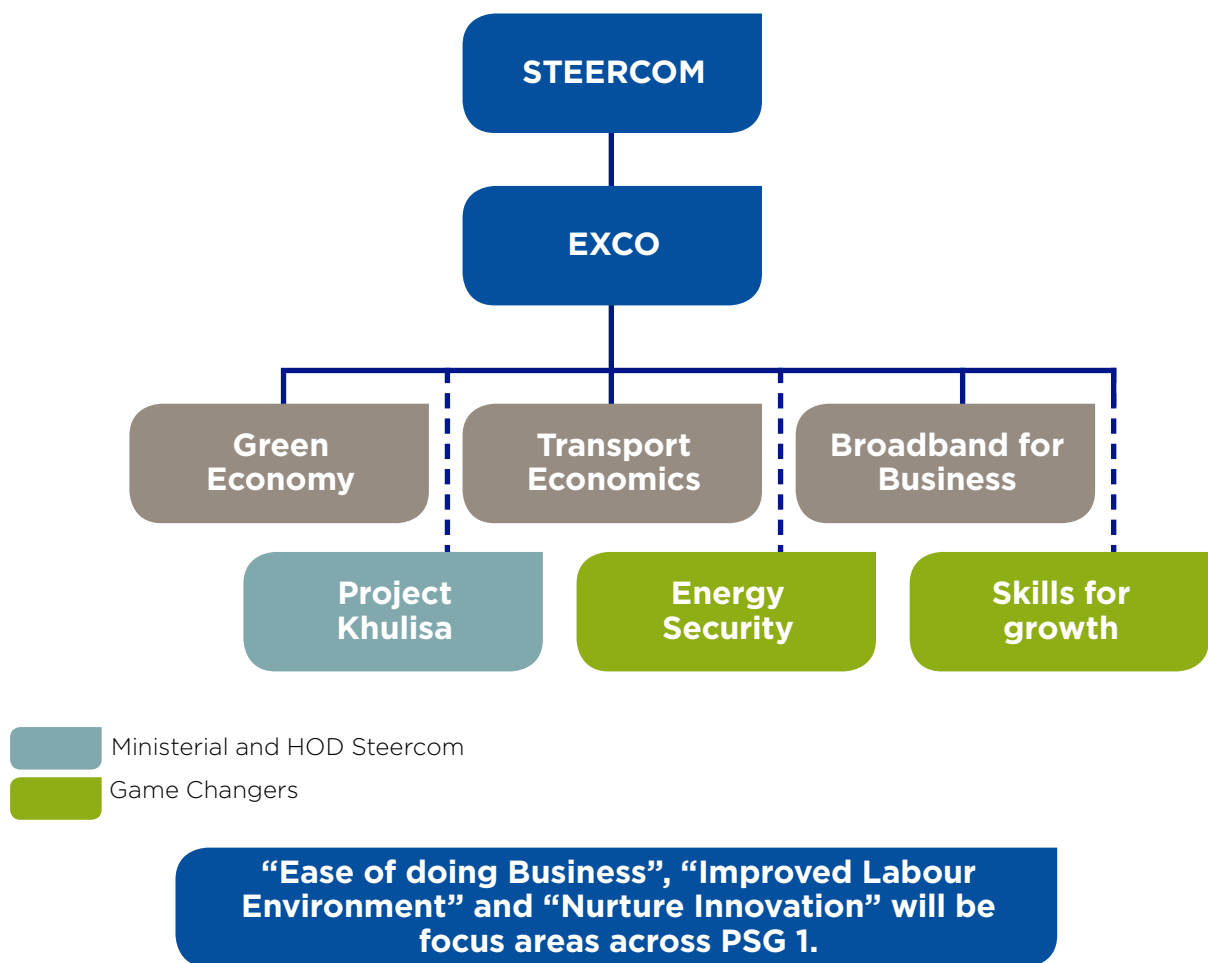 STEERCOM
EXCO
Green
Economy
Transport
Economics
Broadband for
Business
Project
Khulisa
Energy
Security
Skills for
growth
Ministerial and HOD Steercom
Game Changers
“Ease of doing Business”, “Improved Labour
Environment” and “Nurture Innovation” will be
focus areas across PSG 1.